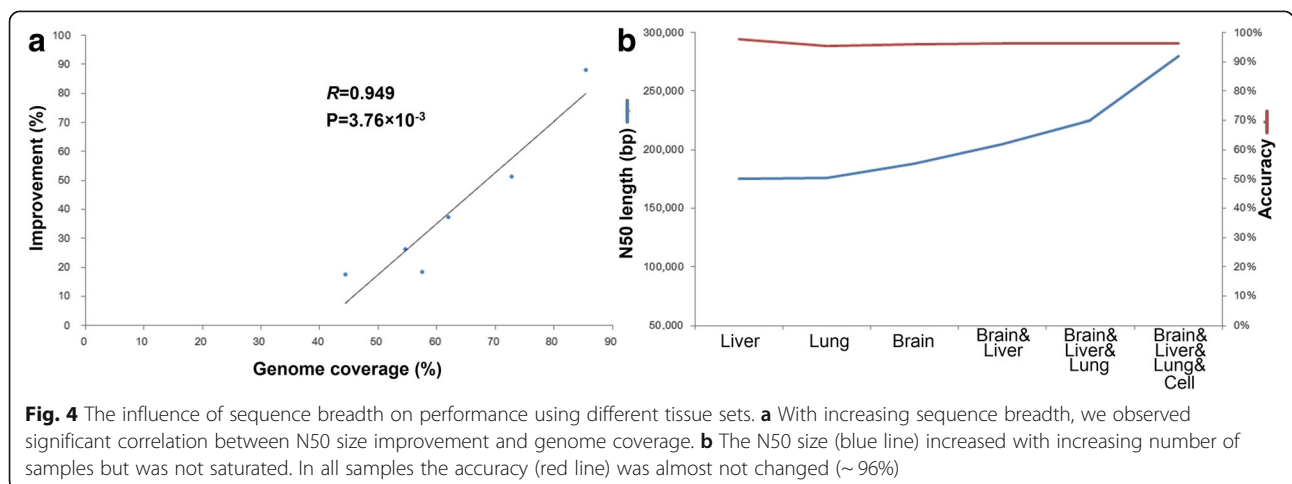 a
100
90
80
70
60
50
40
30
20
10
0
Improvement (%)
R=0.949
P=3.76×10⁻³
0
10
20
30
40
50
60
70
80
90
Genome coverage (%)
b
300,000
250,000
200,000
150,000
100,000
50,000
N50 length (bp)
100%
90%
80%
70%
60%
50%
40%
30%
20%
10%
0%
Accuracy
Liver
Lung
Brain
Brain&
Liver
Brain&
Liver&
Lung
Brain&
Liver&
Lung&
Cell
Fig. 4 The influence of sequence breadth on performance using different tissue sets. a With increasing sequence breadth, we observed
significant correlation between N50 size improvement and genome coverage. b The N50 size (blue line) increased with increasing number of
samples but was not saturated. In all samples the accuracy (red line) was almost not changed (~ 96%)